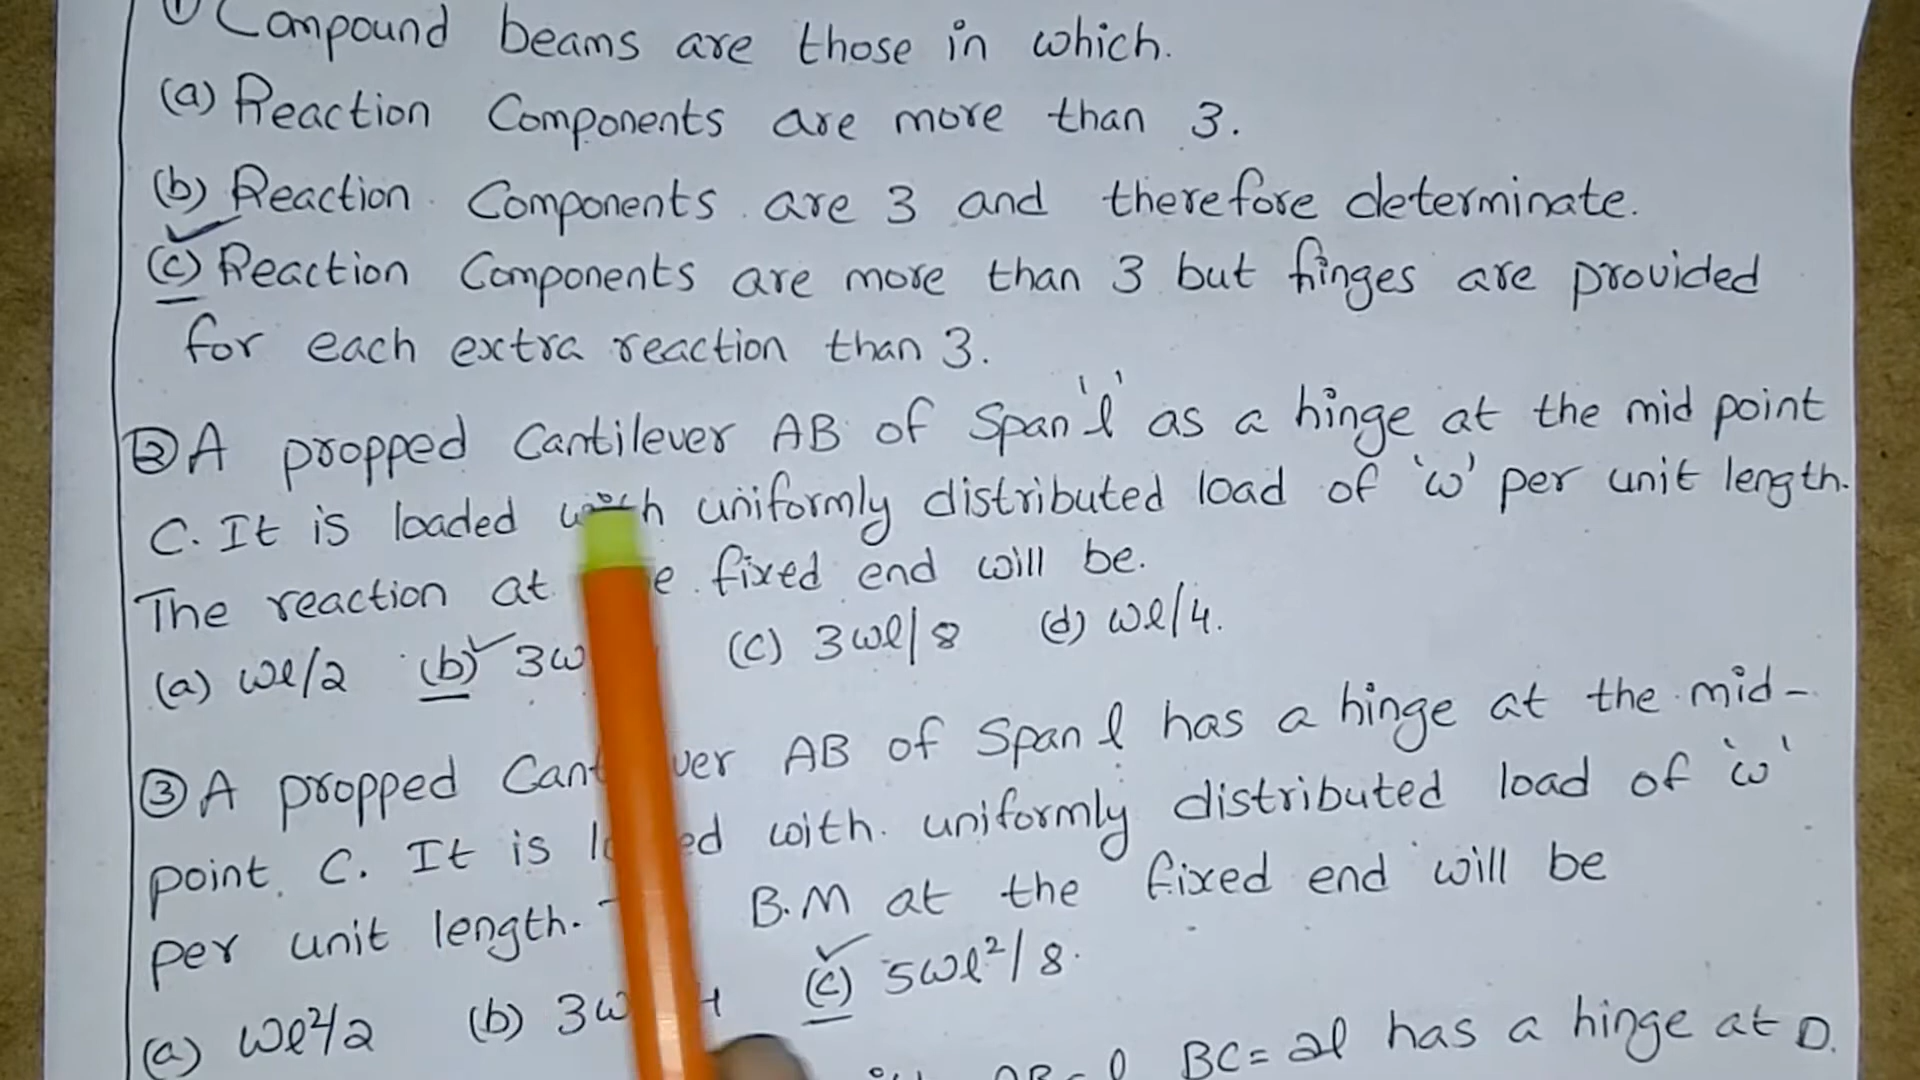 ① Compound beams are those in which.
(a) Reaction Components are more than 3.
(b) Reaction Components are 3 and therefore determinate.
(c) Reaction Components are more than 3 but hinges are provided
for each extra reaction than 3.
② A propped Cantilever AB of Span 'l' as a hinge at the mid point
C. It is loaded with uniformly distributed load of 'w' per unit length.
The reaction at fixed end will be.
(a) wl/2 (b) 3w (c) 3wl/8 (d) wl/4.
③ A propped AB of Span l has a hinge at the mid-
point. C. It is with uniformly distributed load of 'w'
per unit length. B.M at the fixed end will be
(a) wl²/2 (b) 3w (c) 5wl²/8.
BC = 2l has a hinge at D.